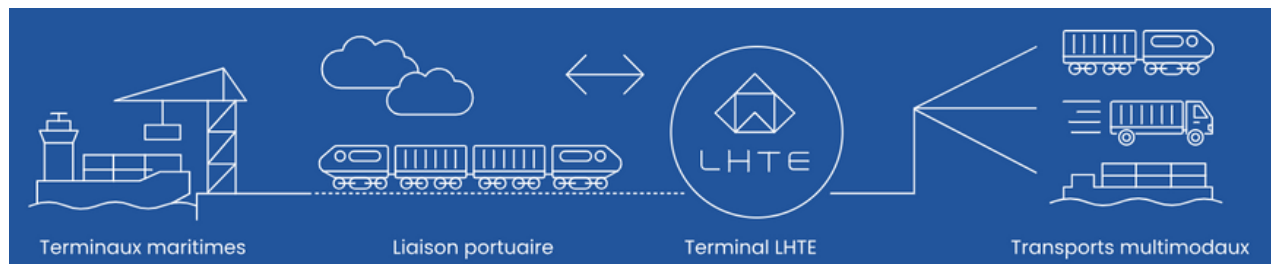 LHTE
Terminaux maritimes
Liaison portuaire
Terminal LHTE
Transports multimodaux